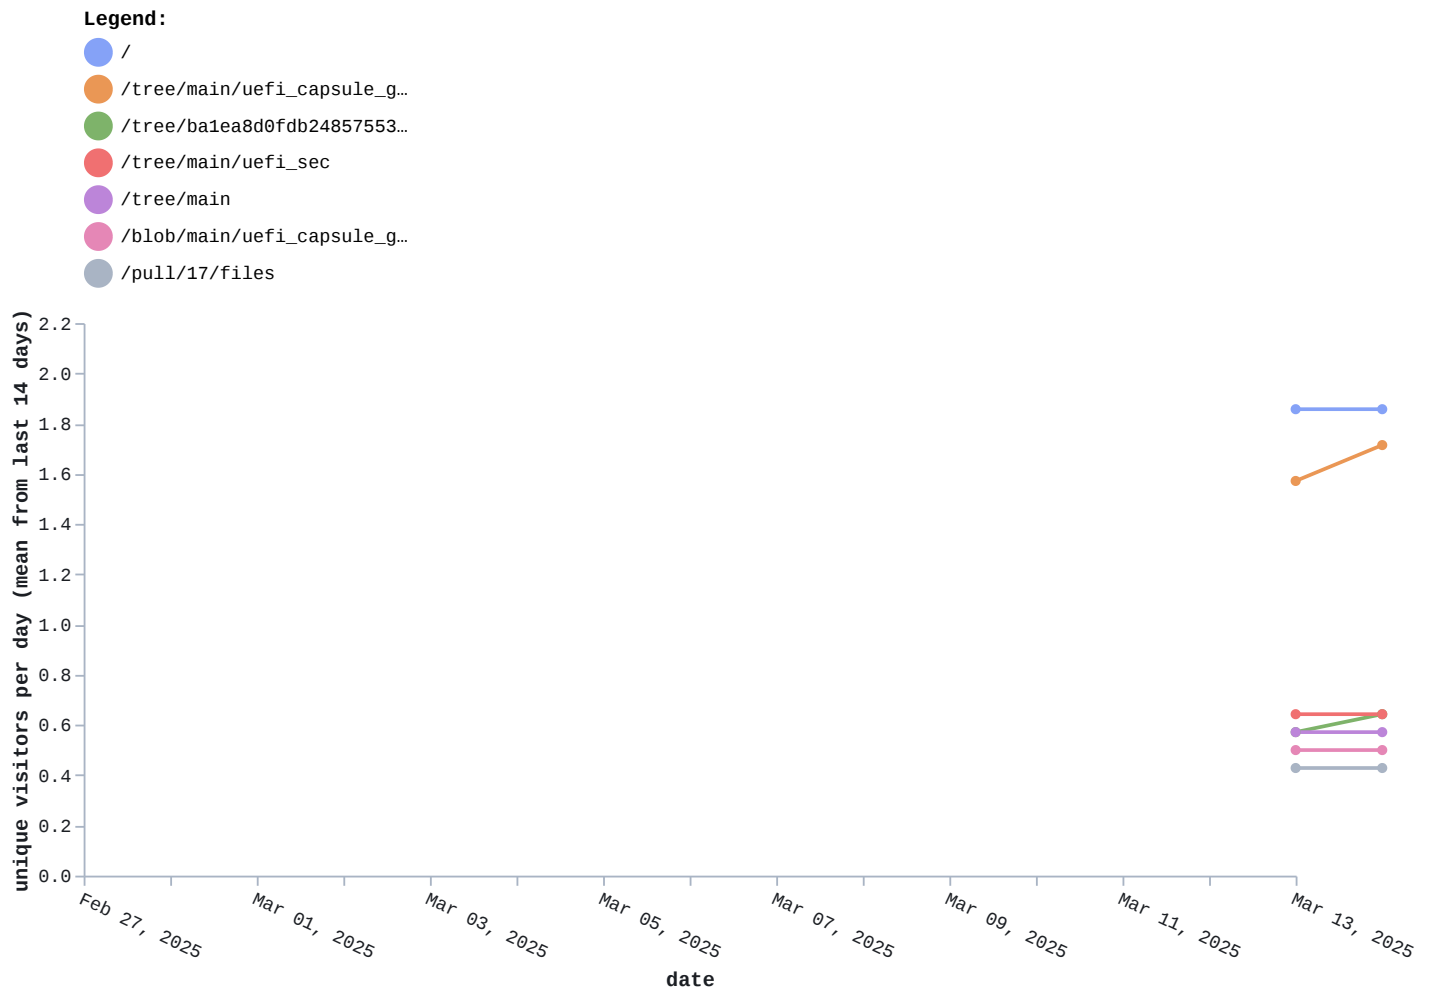 Legend:
/
/tree/main/uefi_capsule_g…
/tree/ba1ea8d0fdb24857553…
/tree/main/uefi_sec
/tree/main
/blob/main/uefi_capsule_g…
/pull/17/files
unique visitors per day (mean from last 14 days)
2.2
2.0
1.8
1.6
1.4
1.2
1.0
0.8
0.6
0.4
0.2
0.0
Feb 27, 2025
Mar 01, 2025
Mar 03, 2025
Mar 05, 2025
Mar 07, 2025
Mar 09, 2025
Mar 11, 2025
Mar 13, 2025
date